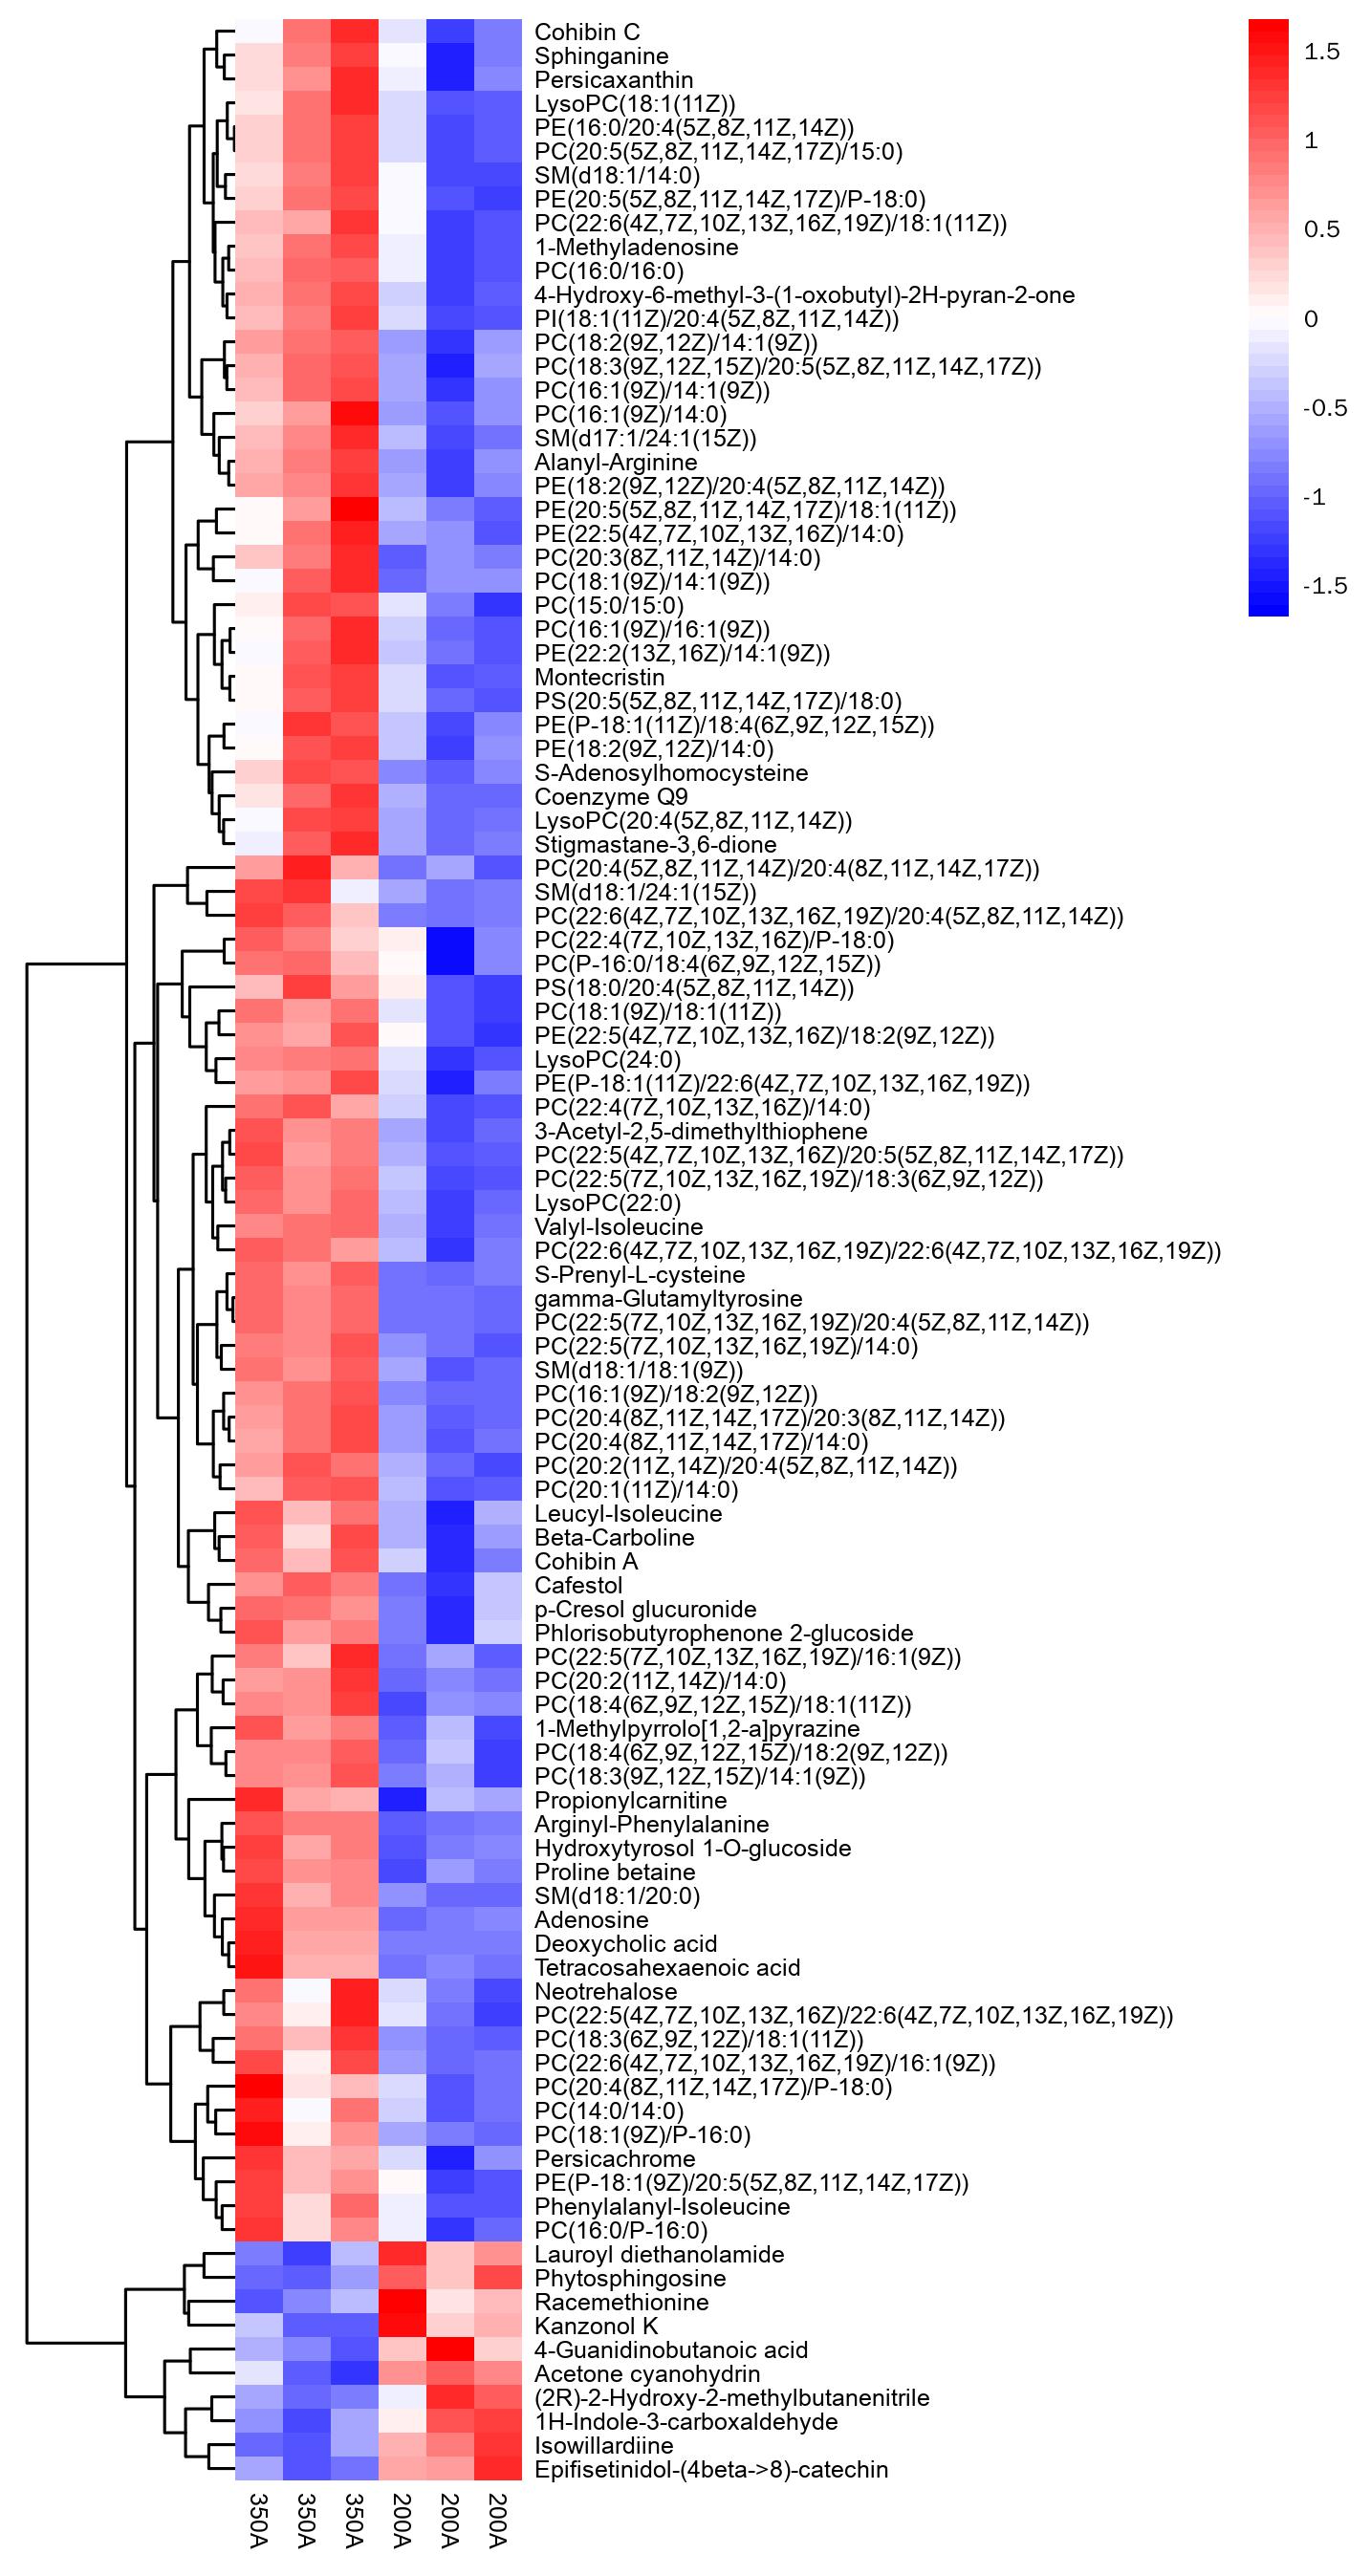 Cohibin C
Sphinganine
Persicaxanthin
LysoPC(18:1(11Z))
PE(16:0/20:4(5Z,8Z,11Z,14Z))
PC(20:5(5Z,8Z,11Z,14Z,17Z)/15:0)
SM(d18:1/14:0)
PE(20:5(5Z,8Z,11Z,14Z,17Z)/P-18:0)
PC(22:6(4Z,7Z,10Z,13Z,16Z,19Z)/18:1(11Z))
1-Methyladenosine
PC(16:0/16:0)
4-Hydroxy-6-methyl-3-(1-oxobutyl)-2H-pyran-2-one
PI(18:1(11Z)/20:4(5Z,8Z,11Z,14Z))
PC(18:2(9Z,12Z)/14:1(9Z))
PC(18:3(9Z,12Z,15Z)/20:5(5Z,8Z,11Z,14Z,17Z))
PC(16:1(9Z)/14:1(9Z))
PC(16:1(9Z)/14:0)
SM(d17:1/24:1(15Z))
Alanyl-Arginine
PE(18:2(9Z,12Z)/20:4(5Z,8Z,11Z,14Z))
PE(20:5(5Z,8Z,11Z,14Z,17Z)/18:1(11Z))
PE(22:5(4Z,7Z,10Z,13Z,16Z)/14:0)
PC(20:3(8Z,11Z,14Z)/14:0)
PC(18:1(9Z)/14:1(9Z))
PC(15:0/15:0)
PC(16:1(9Z)/16:1(9Z))
PE(22:2(13Z,16Z)/14:1(9Z))
Montecristin
PS(20:5(5Z,8Z,11Z,14Z,17Z)/18:0)
PE(P-18:1(11Z)/18:4(6Z,9Z,12Z,15Z))
PE(18:2(9Z,12Z)/14:0)
S-Adenosylhomocysteine
Coenzyme Q9
LysoPC(20:4(5Z,8Z,11Z,14Z))
Stigmastane-3,6-dione
PC(20:4(5Z,8Z,11Z,14Z)/20:4(8Z,11Z,14Z,17Z))
SM(d18:1/24:1(15Z))
PC(22:6(4Z,7Z,10Z,13Z,16Z,19Z)/20:4(5Z,8Z,11Z,14Z))
PC(22:4(7Z,10Z,13Z,16Z)/P-18:0)
PC(P-16:0/18:4(6Z,9Z,12Z,15Z))
PS(18:0/20:4(5Z,8Z,11Z,14Z))
PC(18:1(9Z)/18:1(11Z))
PE(22:5(4Z,7Z,10Z,13Z,16Z)/18:2(9Z,12Z))
LysoPC(24:0)
PE(P-18:1(11Z)/22:6(4Z,7Z,10Z,13Z,16Z,19Z))
PC(22:4(7Z,10Z,13Z,16Z)/14:0)
3-Acetyl-2,5-dimethylthiophene
PC(22:5(4Z,7Z,10Z,13Z,16Z)/20:5(5Z,8Z,11Z,14Z,17Z))
PC(22:5(7Z,10Z,13Z,16Z,19Z)/18:3(6Z,9Z,12Z))
LysoPC(22:0)
Valyl-Isoleucine
PC(22:6(4Z,7Z,10Z,13Z,16Z,19Z)/22:6(4Z,7Z,10Z,13Z,16Z,19Z))
S-Prenyl-L-cysteine
gamma-Glutamyltyrosine
PC(22:5(7Z,10Z,13Z,16Z,19Z)/20:4(5Z,8Z,11Z,14Z))
PC(22:5(7Z,10Z,13Z,16Z,19Z)/14:0)
SM(d18:1/18:1(9Z))
PC(16:1(9Z)/18:2(9Z,12Z))
PC(20:4(8Z,11Z,14Z,17Z)/20:3(8Z,11Z,14Z))
PC(20:4(8Z,11Z,14Z,17Z)/14:0)
PC(20:2(11Z,14Z)/20:4(5Z,8Z,11Z,14Z))
PC(20:1(11Z)/14:0)
Leucyl-Isoleucine
Beta-Carboline
Cohibin A
Cafestol
p-Cresol glucuronide
Phlorisobutyrophenone 2-glucoside
PC(22:5(7Z,10Z,13Z,16Z,19Z)/16:1(9Z))
PC(20:2(11Z,14Z)/14:0)
PC(18:4(6Z,9Z,12Z,15Z)/18:1(11Z))
1-Methylpyrrolo[1,2-a]pyrazine
PC(18:4(6Z,9Z,12Z,15Z)/18:2(9Z,12Z))
PC(18:3(9Z,12Z,15Z)/14:1(9Z))
Propionylcarnitine
Arginyl-Phenylalanine
Hydroxytyrosol 1-O-glucoside
Proline betaine
SM(d18:1/20:0)
Adenosine
Deoxycholic acid
Tetracosahexaenoic acid
Neotrehalose
PC(22:5(4Z,7Z,10Z,13Z,16Z)/22:6(4Z,7Z,10Z,13Z,16Z,19Z))
PC(18:3(6Z,9Z,12Z)/18:1(11Z))
PC(22:6(4Z,7Z,10Z,13Z,16Z,19Z)/16:1(9Z))
PC(20:4(8Z,11Z,14Z,17Z)/P-18:0)
PC(14:0/14:0)
PC(18:1(9Z)/P-16:0)
Persicachrome
PE(P-18:1(9Z)/20:5(5Z,8Z,11Z,14Z,17Z))
Phenylalanyl-Isoleucine
PC(16:0/P-16:0)
Lauroyl diethanolamide
Phytosphingosine
Racemethionine
Kanzonol K
4-Guanidinobutanoic acid
Acetone cyanohydrin
(2R)-2-Hydroxy-2-methylbutanenitrile
1H-Indole-3-carboxaldehyde
Isowillardiine
Epifisetinidol-(4beta->8)-catechin
350A
350A
350A
200A
200A
200A
1.5
1
0.5
0
-0.5
-1
-1.5